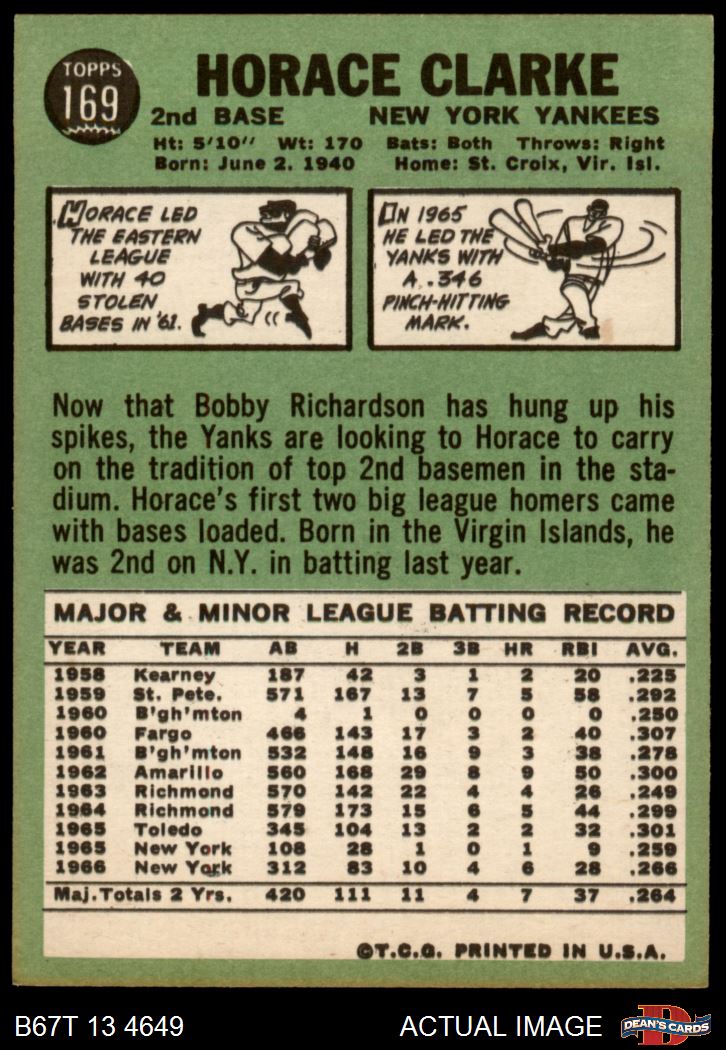 TOPPS
169
HORACE CLARKE
2nd BASE NEW YORK YANKEES
Ht: 5'10" Wt: 170 Bats: Both Throws: Right
Born: June 2, 1940 Home: St. Croix, Vir. Isl.
HORACE LED
THE EASTERN
LEAGUE
WITH 40
STOLEN
BASES IN '61.
IN 1965
HE LED THE
YANKS WITH
A .346
PINCH-HITTING
MARK.
Now that Bobby Richardson has hung up his
spikes, the Yanks are looking to Horace to carry
on the tradition of top 2nd basemen in the sta-
dium. Horace's first two big league homers came
with bases loaded. Born in the Virgin Islands, he
was 2nd on N.Y. in batting last year.
MAJOR & MINOR LEAGUE BATTING RECORD
YEAR TEAM AB H 2B 3B HR RBI AVG.
1958 Kearney 187 42 3 1 2 20 .225
1959 St. Pete. 571 167 13 7 5 58 .292
1960 B'gh'mton 4 1 0 0 0 0 .250
1960 Fargo 466 143 17 3 2 40 .307
1961 B'gh'mton 532 148 16 9 3 38 .278
1962 Amarillo 560 168 29 8 9 50 .300
1963 Richmond 570 142 22 4 4 26 .249
1964 Richmond 579 173 15 6 5 44 .299
1965 Toledo 345 104 13 2 2 32 .301
1965 New York 108 28 1 0 1 9 .259
1966 New York 312 83 10 4 6 28 .266
Maj. Totals 2 Yrs. 420 111 11 4 7 37 .264
©T.C.G. PRINTED IN U.S.A.
B67T 13 4649 ACTUAL IMAGE
D
DEAN'S CARDS